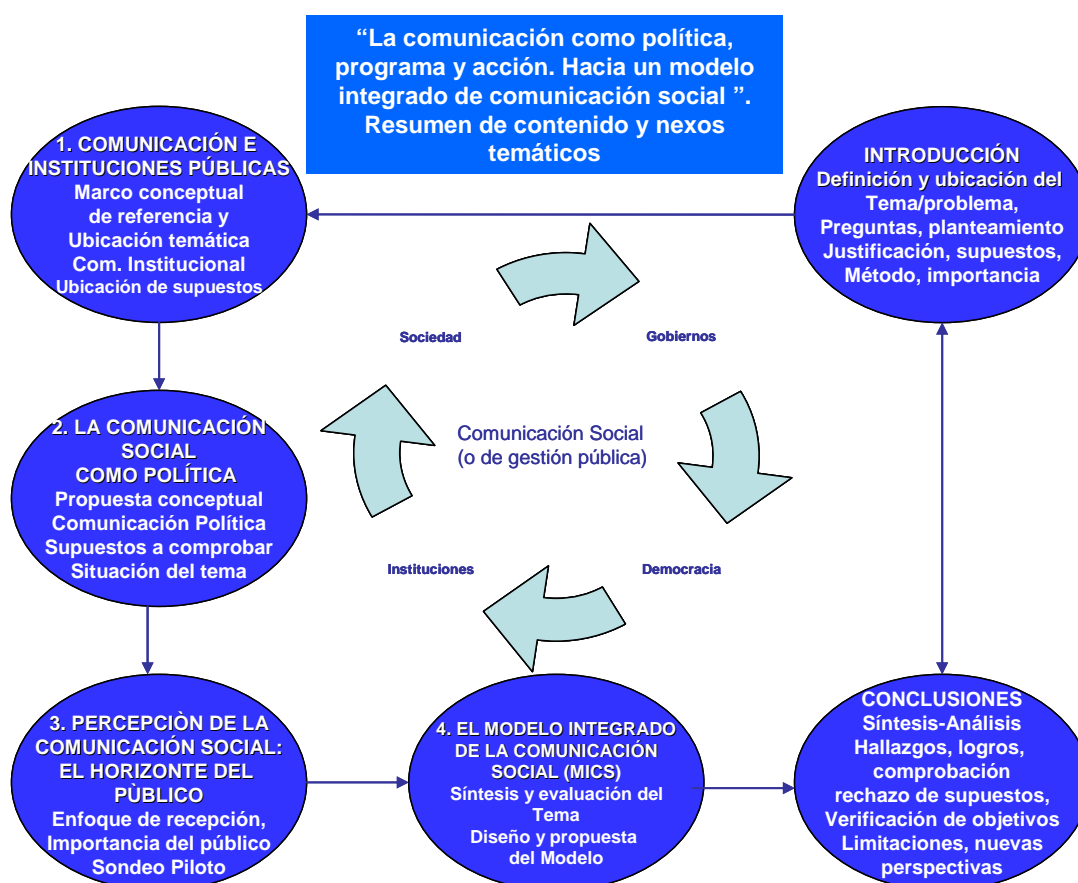 “La comunicación como política,
programa y acción. Hacia un modelo
integrado de comunicación social ”.
Resumen de contenido y nexos
temáticos
1. COMUNICACIÓN E
INSTITUCIONES PÚBLICAS
Marco conceptual
de referencia y
Ubicación temática
Com. Institucional
Ubicación de supuestos
INTRODUCCIÓN
Definición y ubicación del
Tema/problema,
Preguntas, planteamiento
Justificación, supuestos,
Método, importancia
Sociedad
Gobiernos
2. LA COMUNICACIÓN
SOCIAL
COMO POLÍTICA
Propuesta conceptual
Comunicación Política
Supuestos a comprobar
Situación del tema
Comunicación Social
(o de gestión pública)
Instituciones
Democracia
3. PERCEPCIÒN DE LA
COMUNICACIÓN SOCIAL:
EL HORIZONTE DEL
PÙBLICO
Enfoque de recepción,
Importancia del público
Sondeo Piloto
4. EL MODELO INTEGRADO
DE LA COMUNICACIÓN
SOCIAL (MICS)
Síntesis y evaluación del
Tema
Diseño y propuesta
del Modelo
CONCLUSIONES
Síntesis-Análisis
Hallazgos, logros,
comprobación
rechazo de supuestos,
Verificación de objetivos
Limitaciones, nuevas
perspectivas